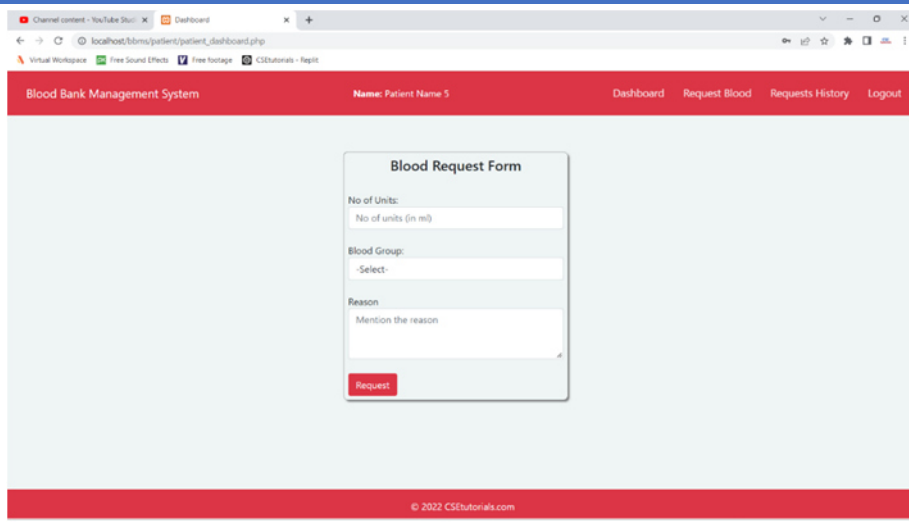 Channel content - YouTube Studi
Dashboard
localhost/bbms/patient/patient_dashboard.php
Virtual Workspace Free Sound Effects Free footage CSEtutorials - Replit
Blood Bank Management System Name: Patient Name 5 Dashboard Request Blood Requests History Logout
Blood Request Form
No of Units:
No of units (in ml)
Blood Group:
-Select-
Reason
Mention the reason
Request
© 2022 CSEtutorials.com